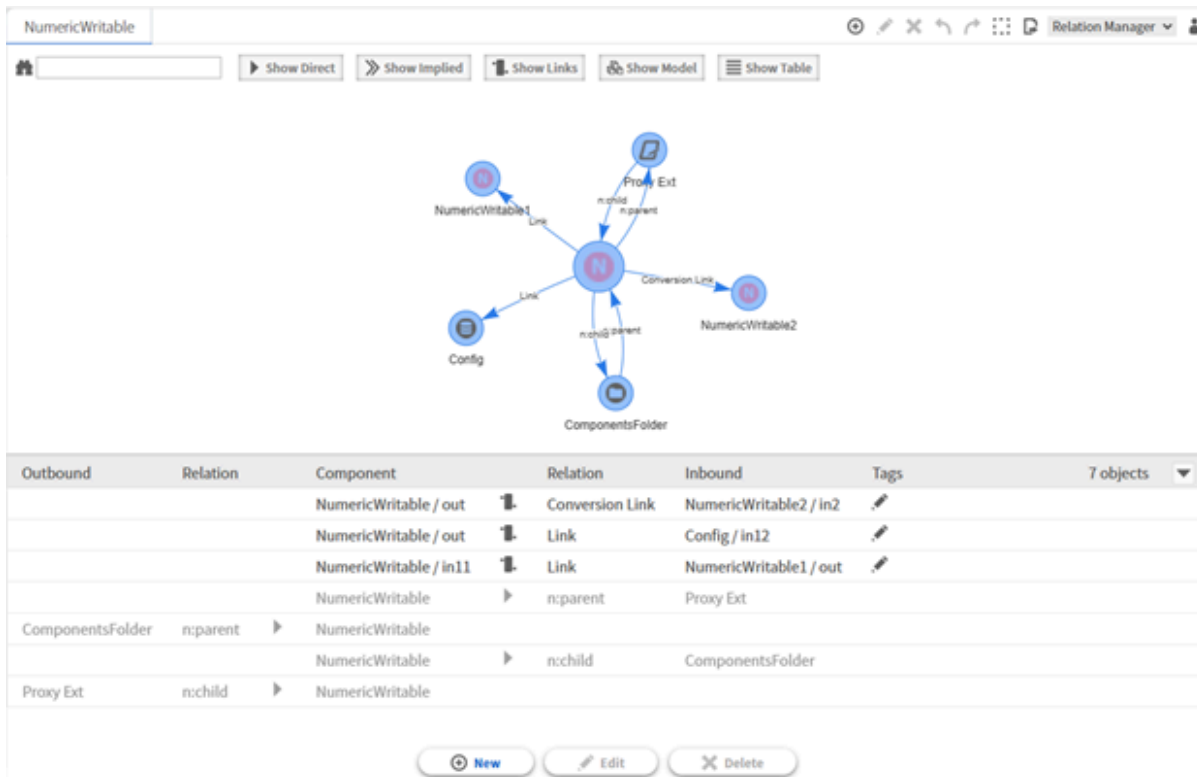 NumericWritable
Relation Manager
Show Direct Show Implied Show Links Show Model Show Table
Proxy Ext
n:child
n:parent
NumericWritable1
Link
Conversion Link
NumericWritable2
Link
Config
n:child
n:parent
ComponentsFolder
Outbound Relation Component Relation Inbound Tags 7 objects
NumericWritable / out Conversion Link NumericWritable2 / in2
NumericWritable / out Link Config / in12
NumericWritable / in11 Link NumericWritable1 / out
NumericWritable n:parent Proxy Ext
ComponentsFolder n:parent NumericWritable
NumericWritable n:child ComponentsFolder
Proxy Ext n:child NumericWritable
New Edit Delete